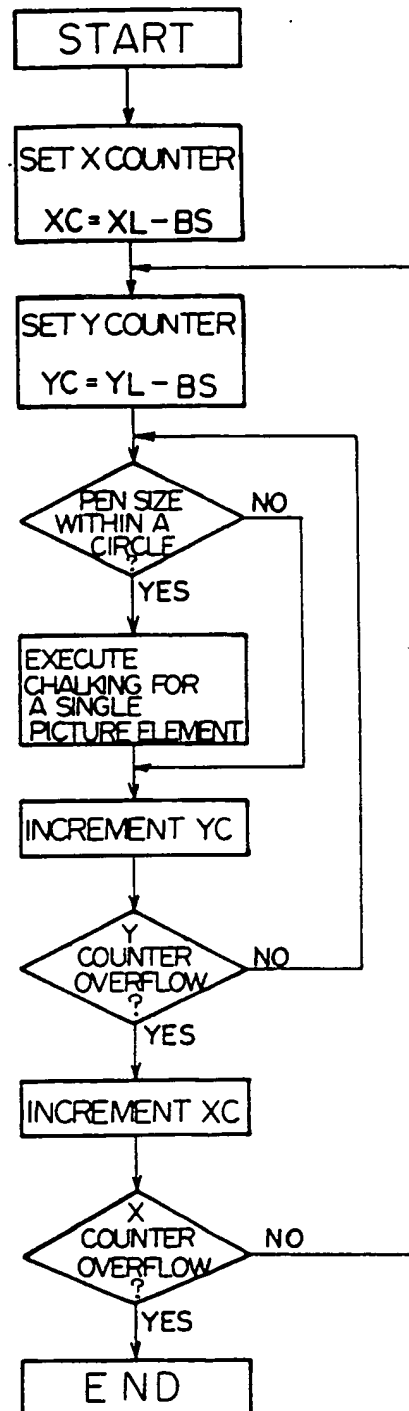 START
SET X COUNTER
XC = XL - BS
SET Y COUNTER
YC = YL - BS
PEN SIZE
WITHIN A
CIRCLE
?
NO
YES
EXECUTE
CHALKING FOR
A SINGLE
PICTURE ELEMENT
INCREMENT YC
Y
COUNTER
OVERFLOW
?
NO
YES
INCREMENT XC
X
COUNTER
OVERFLOW
?
NO
YES
END